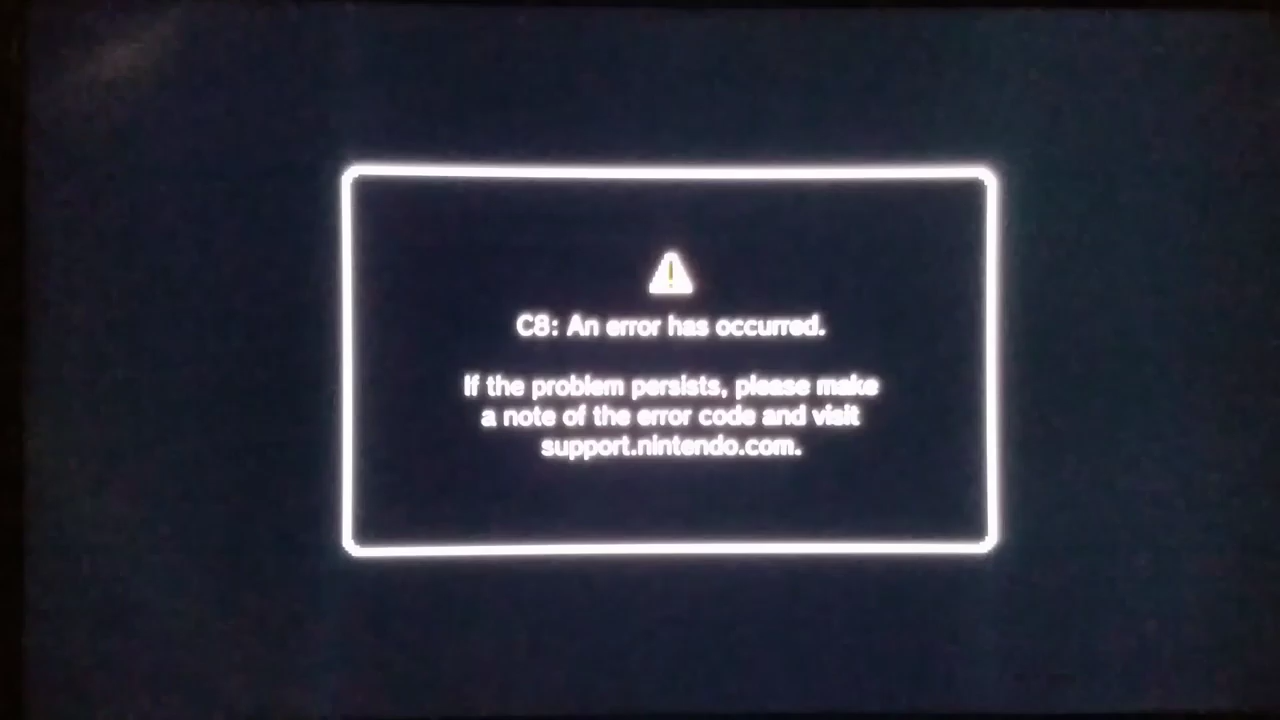 C8: An error has occurred.
If the problem persists, please make
a note of the error code and visit
support.nintendo.com.